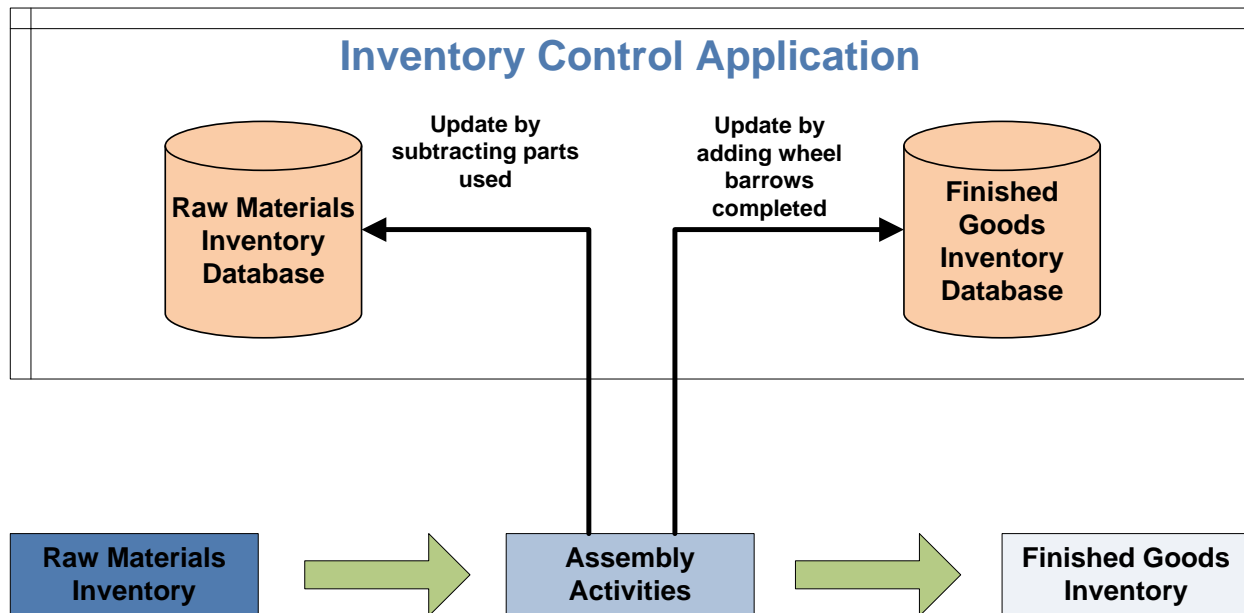 Inventory Control Application
Update by
subtracting parts
used
Update by
adding wheel
barrows
completed
Raw Materials
Inventory
Database
Finished
Goods
Inventory
Database
Raw Materials
Inventory
Assembly
Activities
Finished Goods
Inventory